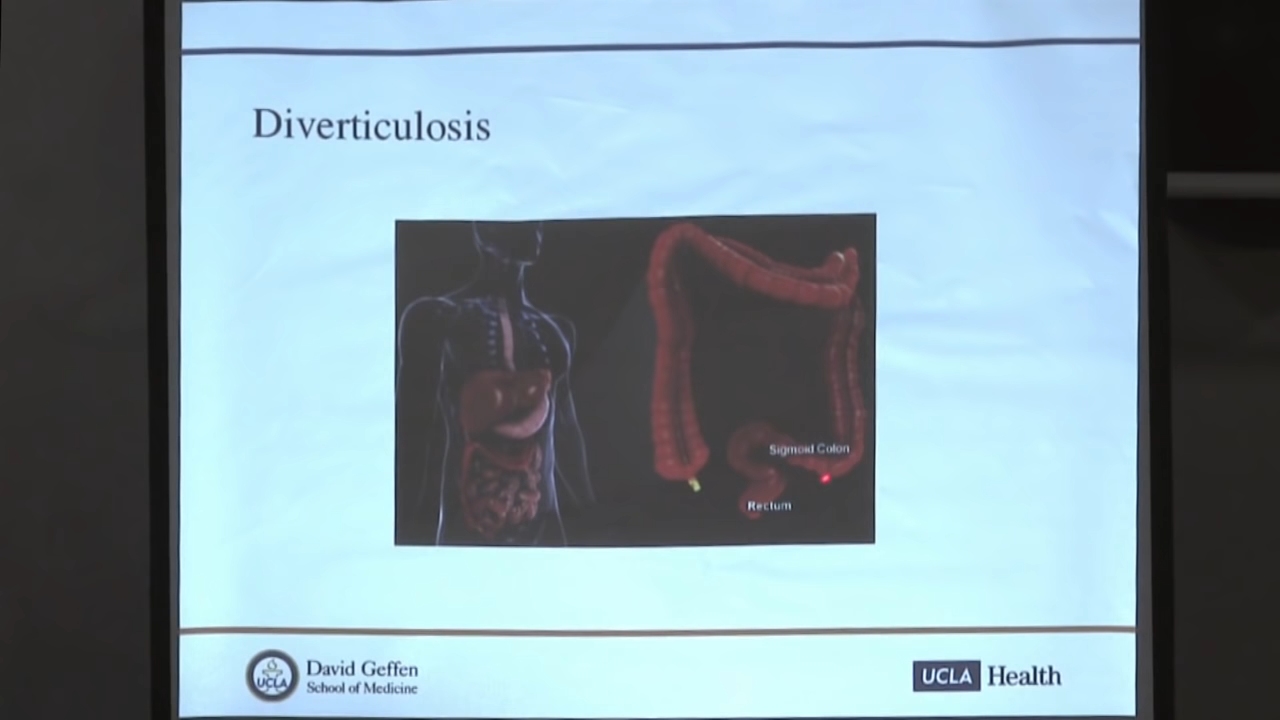 Diverticulosis
Sigmoid Colon
Rectum
UCLA
David Geffen
School of Medicine
UCLA Health